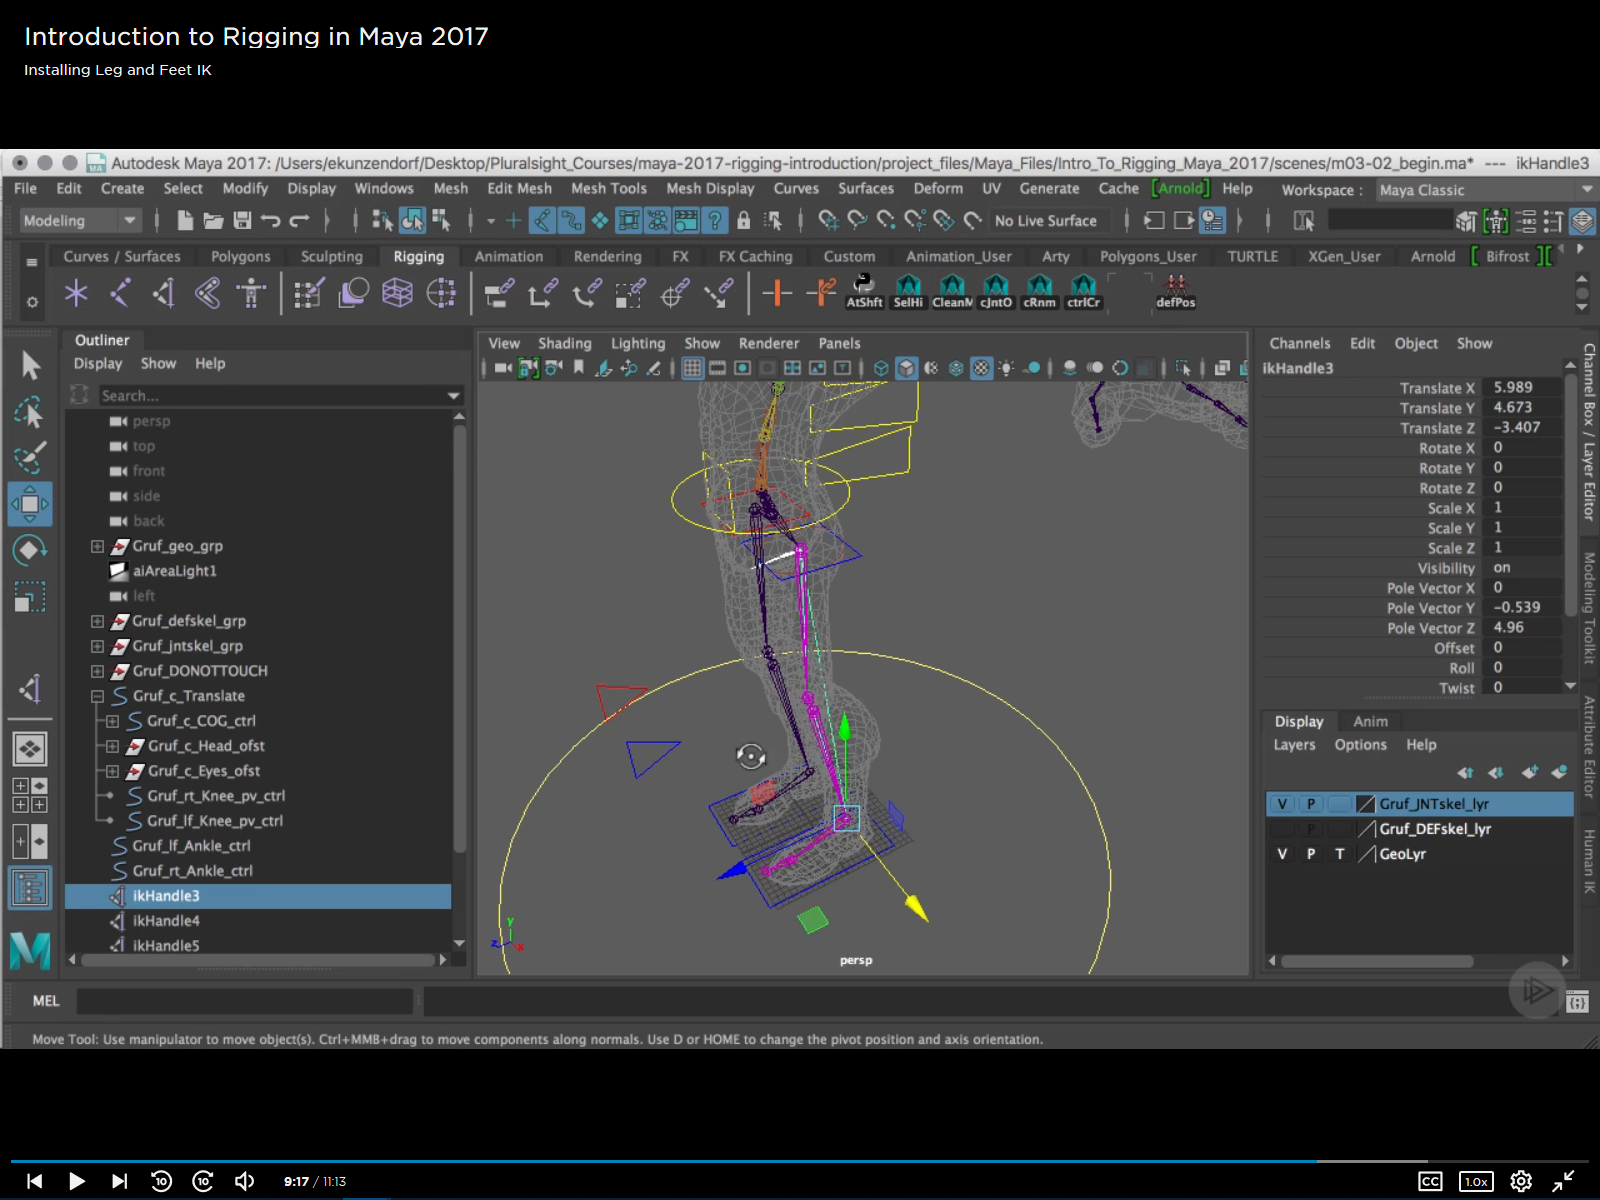 Introduction to Rigging in Maya 2017
Installing Leg and Feet IK
Autodesk Maya 2017: /Users/ekunzendorf/Desktop/Pluralsight_Courses/maya-2017-rigging-introduction/project_files/Maya_Files/Intro_To_Rigging_Maya_2017/scenes/m03-02_begin.ma* --- ikHandle3
File Edit Create Select Modify Display Windows Mesh Edit Mesh Mesh Tools Mesh Display Curves Surfaces Deform UV Generate Cache [Arnold] Help Workspace : Maya Classic
Modeling No Live Surface
Curves / Surfaces Polygons Sculpting Rigging Animation Rendering FX FX Caching Custom Animation_User Arty Polygons_User TURTLE XGen_User Arnold [ Bifrost ][
AtShft SelHi CleanM cJntO cRnm ctrlCr defPos
Outliner
Display Show Help
Search...
persp
top
front
side
back
Gruf_geo_grp
aiAreaLight1
left
Gruf_defskel_grp
Gruf_jntskel_grp
Gruf_DONOTTOUCH
Gruf_c_Translate
Gruf_c_COG_ctrl
Gruf_c_Head_ofst
Gruf_c_Eyes_ofst
Gruf_rt_Knee_pv_ctrl
Gruf_lf_Knee_pv_ctrl
Gruf_lf_Ankle_ctrl
Gruf_rt_Ankle_ctrl
ikHandle3
ikHandle4
ikHandle5
View Shading Lighting Show Renderer Panels
y
z
x
persp
Channels Edit Object Show
ikHandle3
Translate X 5.989
Translate Y 4.673
Translate Z -3.407
Rotate X 0
Rotate Y 0
Rotate Z 0
Scale X 1
Scale Y 1
Scale Z 1
Visibility on
Pole Vector X 0
Pole Vector Y -0.539
Pole Vector Z 4.96
Offset 0
Roll 0
Twist 0
Display Anim
Layers Options Help
V P Gruf_JNTskel_lyr
P Gruf_DEFskel_lyr
V P T GeoLyr
Channel Box / Layer Editor
Modeling Toolkit
Attribute Editor
Human IK
MEL
Move Tool: Use manipulator to move object(s). Ctrl+MMB+drag to move components along normals. Use D or HOME to change the pivot position and axis orientation.
10 10 9:17 / 11:13 CC 1.0x